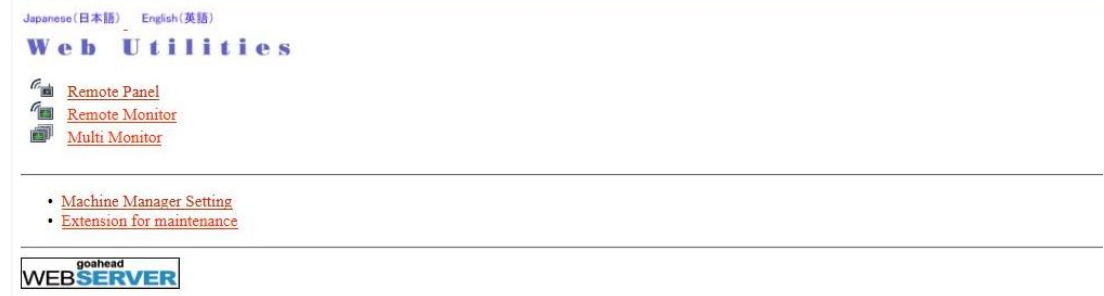 Japanese(日本語) English(英語)
Web Utilities
Remote Panel
Remote Monitor
Multi Monitor
• Machine Manager Setting
• Extension for maintenance
goahead
WEBSERVER